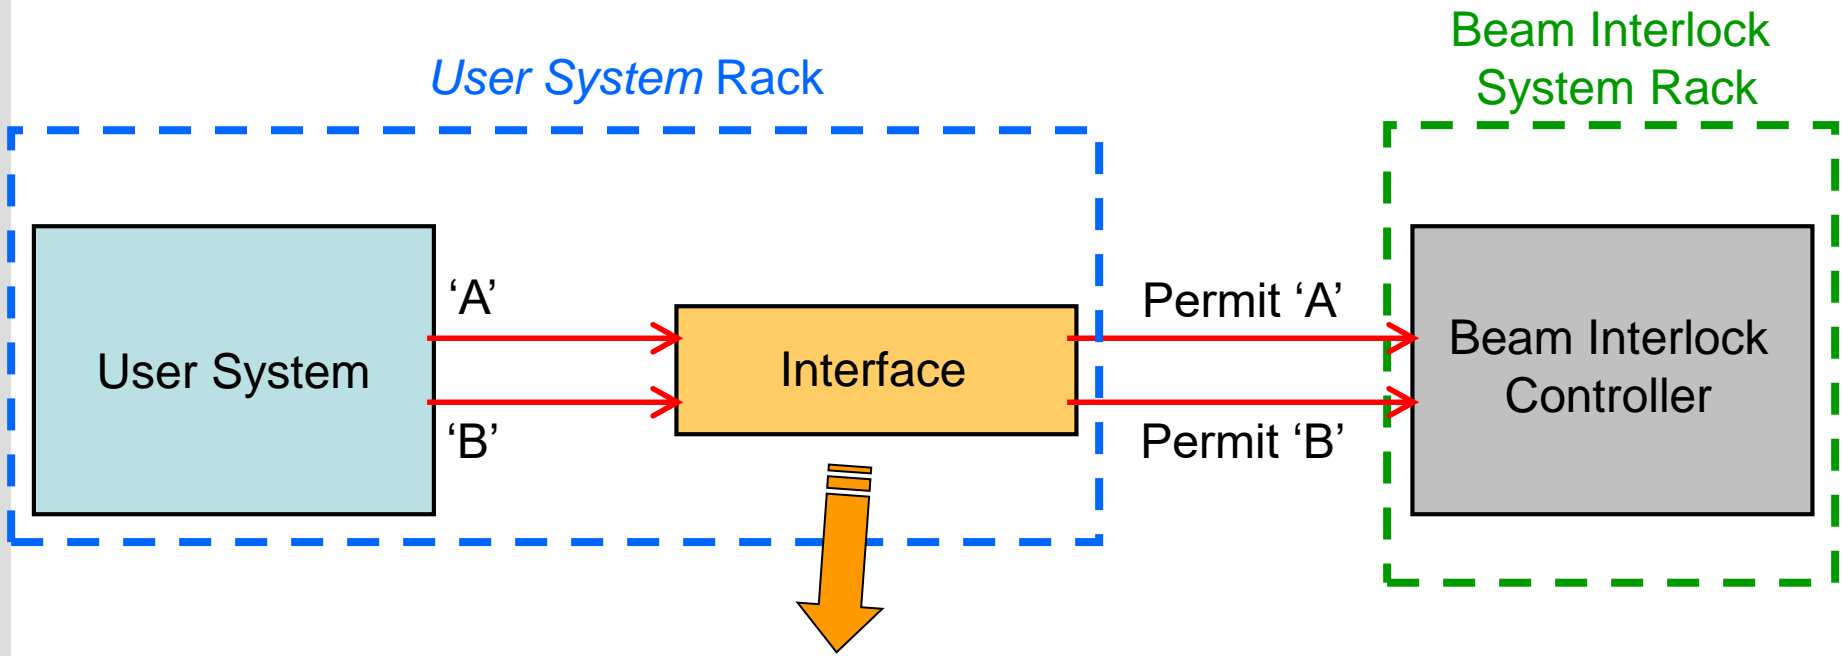 Beam Interlock
System Rack
User System Rack
‘A’
Permit ‘A’
User System
Interface
Beam Interlock
Controller
‘B’
Permit ‘B’